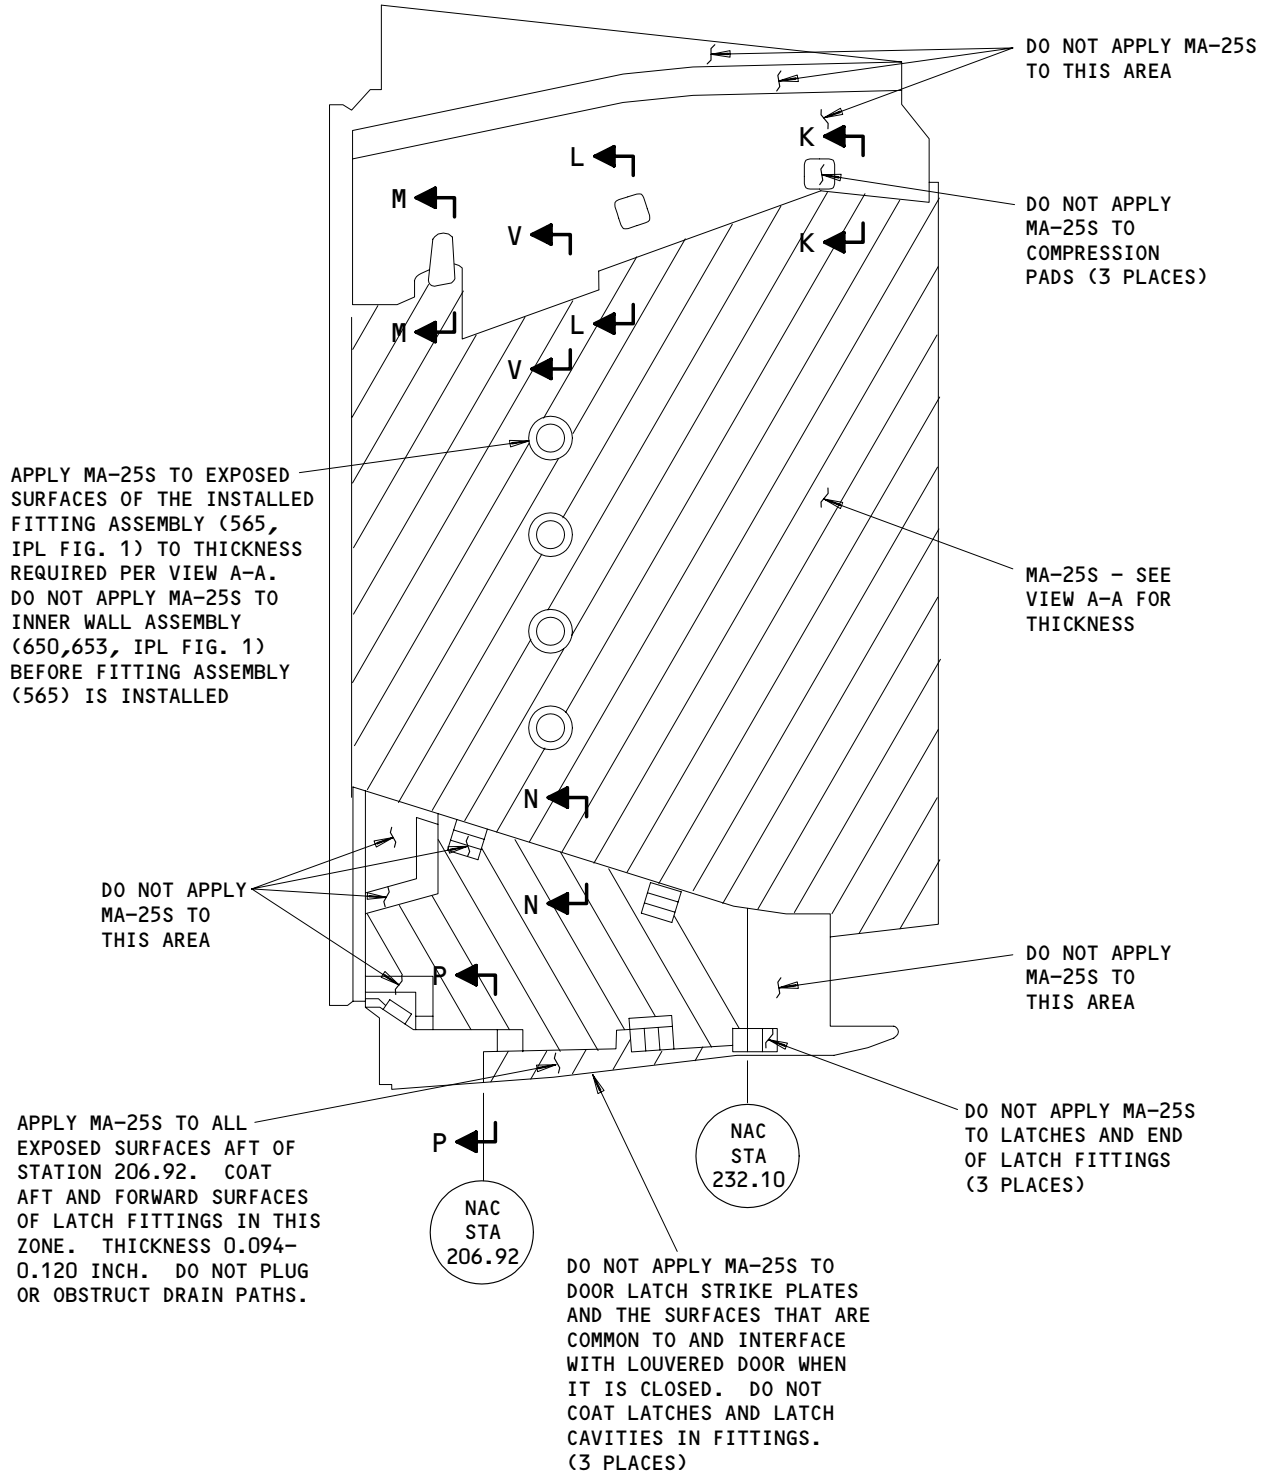 DO NOT APPLY MA-25S
TO THIS AREA
K
L
M
DO NOT APPLY
MA-25S TO
COMPRESSION
PADS (3 PLACES)
V
K
L
M
V
APPLY MA-25S TO EXPOSED
SURFACES OF THE INSTALLED
FITTING ASSEMBLY (565,
IPL FIG. 1) TO THICKNESS
REQUIRED PER VIEW A-A.
DO NOT APPLY MA-25S TO
INNER WALL ASSEMBLY
(650,653, IPL FIG. 1)
BEFORE FITTING ASSEMBLY
(565) IS INSTALLED
MA-25S - SEE
VIEW A-A FOR
THICKNESS
N
DO NOT APPLY
MA-25S TO
THIS AREA
N
P
DO NOT APPLY
MA-25S TO
THIS AREA
APPLY MA-25S TO ALL
EXPOSED SURFACES AFT OF
STATION 206.92. COAT
AFT AND FORWARD SURFACES
OF LATCH FITTINGS IN THIS
ZONE. THICKNESS 0.094-
0.120 INCH. DO NOT PLUG
OR OBSTRUCT DRAIN PATHS.
P
NAC
STA
206.92
NAC
STA
232.10
DO NOT APPLY MA-25S
TO LATCHES AND END
OF LATCH FITTINGS
(3 PLACES)
DO NOT APPLY MA-25S TO
DOOR LATCH STRIKE PLATES
AND THE SURFACES THAT ARE
COMMON TO AND INTERFACE
WITH LOUVERED DOOR WHEN
IT IS CLOSED. DO NOT
COAT LATCHES AND LATCH
CAVITIES IN FITTINGS.
(3 PLACES)